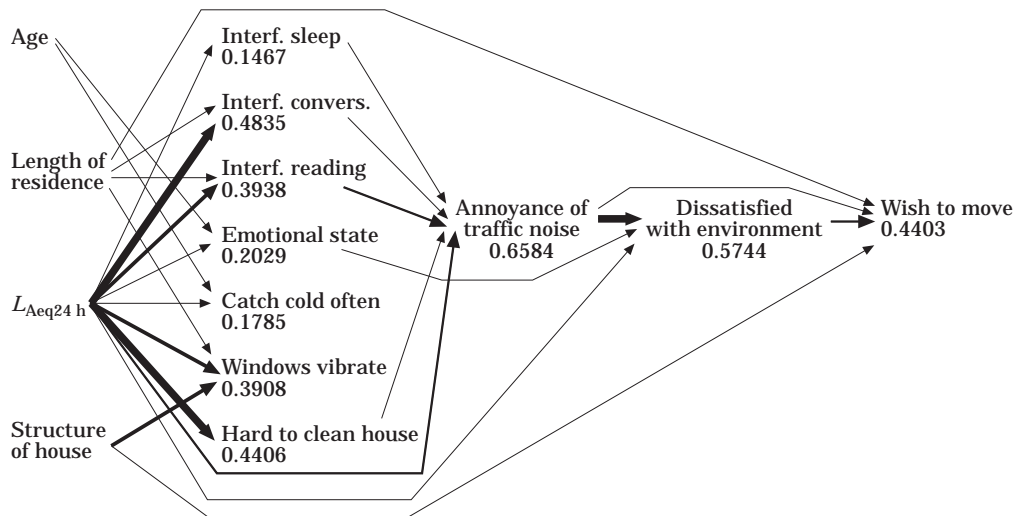 Age
Length of
residence
L_Aeq24 h
Structure
of house
Interf. sleep
0.1467
Interf. convers.
0.4835
Interf. reading
0.3938
Emotional state
0.2029
Catch cold often
0.1785
Windows vibrate
0.3908
Hard to clean house
0.4406
Annoyance of
traffic noise
0.6584
Dissatisfied
with environment
0.5744
Wish to move
0.4403